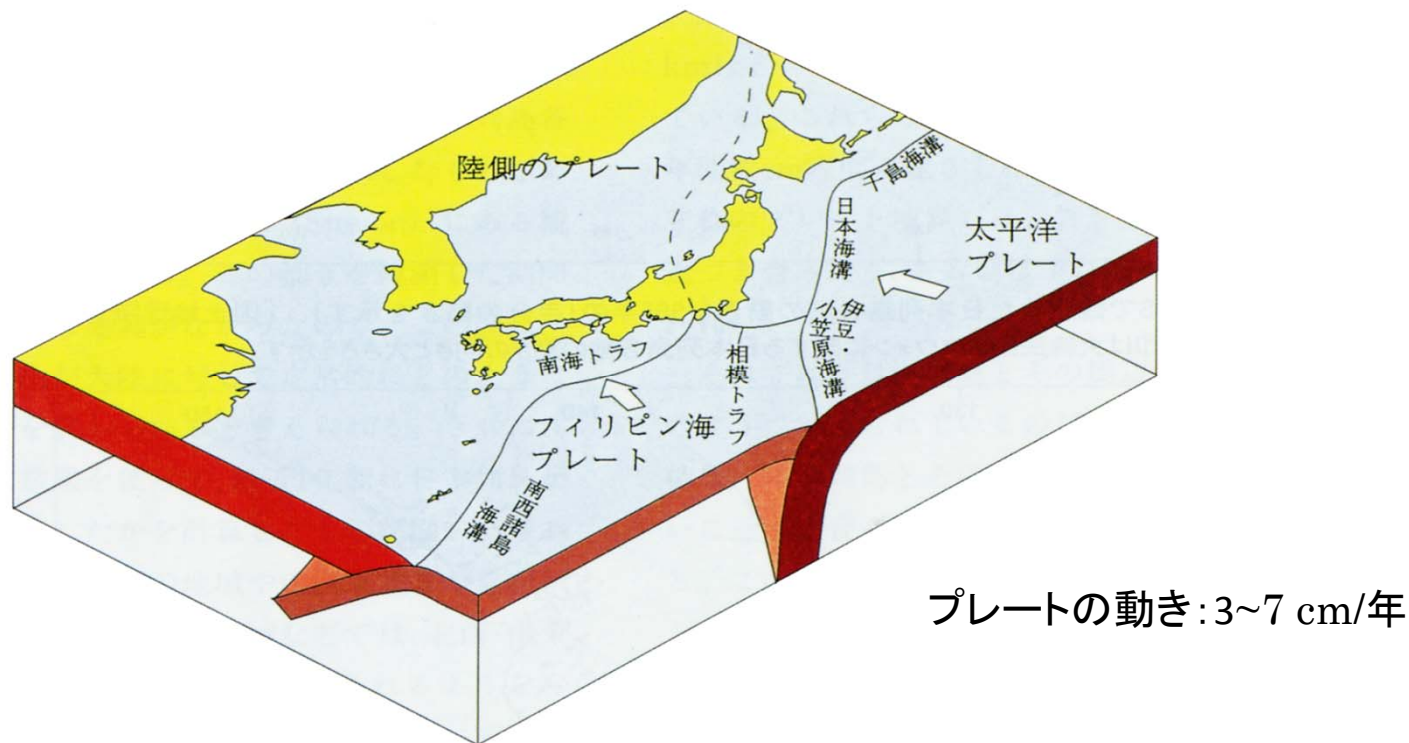 陸側のプレート
千島海溝
日本海溝
太平洋
プレート
伊豆・
小笠原海溝
南海トラフ
相模トラフ
フィリピン海
プレート
南西諸島
海溝
プレートの動き：3~7 cm/年